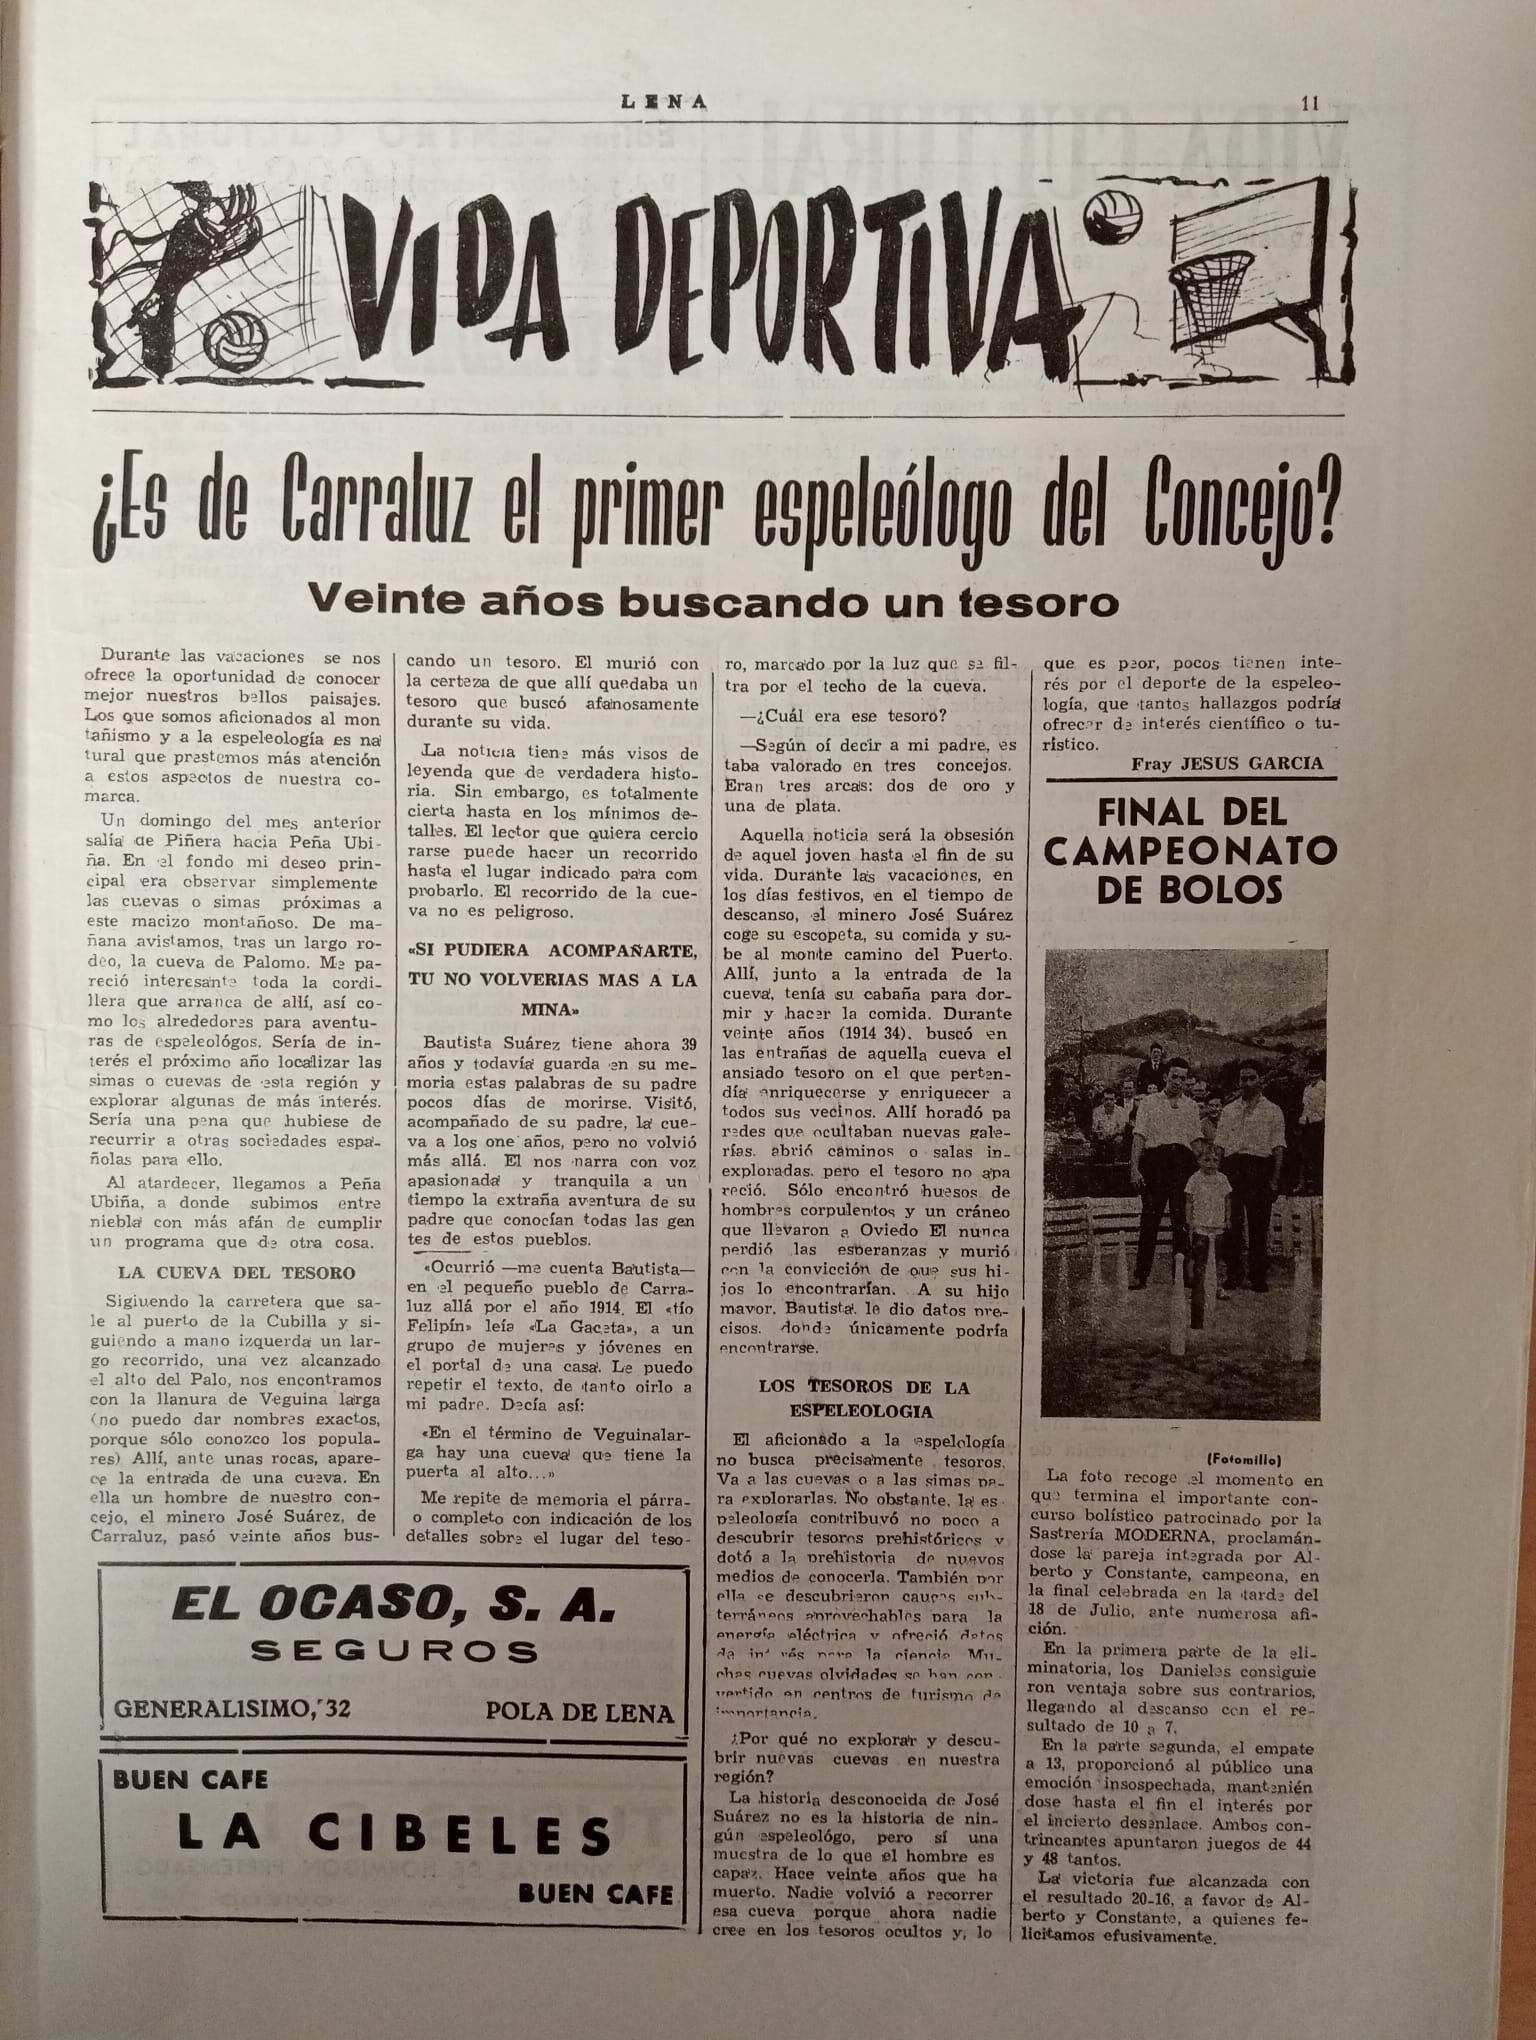 LENA
11
VIDA DEPORTIVA
¿Es de Carraluz el primer espeleólogo del Concejo?
Veinte años buscando un tesoro
Durante las vacaciones se nos
ofrece la oportunidad de conocer
mejor nuestros bellos paisajes.
Los que somos aficionados al mon
tañismo y a la espeleología es na
tural que prestemos más atención
a estos aspectos de nuestra co-
marca.
Un domingo del mes anterior
salía de Piñera hacia Peña Ubi-
ña. En el fondo mi deseo prin-
cipal era observar simplemente
las cuevas o simas próximas a
este macizo montañoso. De ma-
ñana avistamos, tras un largo ro-
deo, la cueva de Palomo. Me pa-
reció interesante toda la cordi-
llera que arranca de allí, así co-
mo los alrededores para aventu-
ras de espeleológos. Sería de in-
terés el próximo año localizar las
simas o cuevas de esta región y
explorar algunas de más interés.
Sería una pena que hubiese de
recurrir a otras sociedades espa-
ñolas para ello.
Al atardecer, llegamos a Peña
Ubiña, a donde subimos entre
niebla con más afán de cumplir
un programa que de otra cosa.
LA CUEVA DEL TESORO
Siguiendo la carretera que sa-
le al puerto de la Cubilla y si-
guiendo a mano izquerda un lar-
go recorrido, una vez alcanzado
el alto del Palo, nos encontramos
con la llanura de Veguina larga
(no puedo dar nombres exactos,
porque sólo conozco los popula-
res) Allí, ante unas rocas, apare-
ce la entrada de una cueva. En
ella un hombre de nuestro con-
cejo, el minero José Suárez, de
Carraluz, pasó veinte años bus-
cando un tesoro. El murió con
la certeza de que allí quedaba un
tesoro que buscó afanosamente
durante su vida.
La noticia tiene más visos de
leyenda que de verdadera histo-
ria. Sin embargo, es totalmente
cierta hasta en los mínimos de-
talles. El lector que quiera cercio
rarse puede hacer un recorrido
hasta el lugar indicado para com
probarlo. El recorrido de la cue-
va no es peligroso.
«SI PUDIERA ACOMPAÑARTE,
TU NO VOLVERIAS MAS A LA
MINA»
Bautista Suárez tiene ahora 39
años y todavía guarda en su me-
moria estas palabras de su padre
pocos días de morirse. Visitó,
acompañado de su padre, la cue-
va a los one años, pero no volvió
más allá. El nos narra con voz
apasionada y tranquila a un
tiempo la extraña aventura de su
padre que conocían todas las gen
tes de estos pueblos.
«Ocurrió —me cuenta Bautista—
en el pequeño pueblo de Carra-
luz allá por el año 1914. El «tío
Felipín» leía «La Gaceta», a un
grupo de mujeres y jóvenes en
el portal de una casa. Le puedo
repetir el texto, de tanto oirlo a
mi padre. Decía así:
«En el término de Veguinalar-
ga hay una cueva que tiene la
puerta al alto...»
Me repite de memoria el párra-
o completo con indicación de los
detalles sobre el lugar del teso-
ro, marcado por la luz que se fil-
tra por el techo de la cueva.
—¿Cuál era ese tesoro?
—Según oí decir a mi padre, es
taba valorado en tres concejos.
Eran tres arcas: dos de oro y
una de plata.
Aquella noticia será la obsesión
de aquel joven hasta el fin de su
vida. Durante las vacaciones, en
los días festivos, en el tiempo de
descanso, el minero José Suárez
coge su escopeta, su comida y su-
be al monte camino del Puerto.
Allí, junto a la entrada de la
cueva, tenía su cabaña para dor-
mir y hacer la comida. Durante
veinte años (1914 34), buscó en
las entrañas de aquella cueva el
ansiado tesoro on el que perten-
día enriquecerse y enriquecer a
todos sus vecinos. Allí horadó pa
redes que ocultaban nuevas gale-
rías. abrió caminos o salas in-
exploradas. pero el tesoro no apa
reció. Sólo encontró huesos de
hombres corpulentos y un cráneo
que llevaron a Oviedo El nunca
perdió las esperanzas y murió
con la convicción de que sus hi-
jos lo encontrarían. A su hijo
mayor, Bautista, le dio datos pre-
cisos, donde únicamente podría
encontrarse.
LOS TESOROS DE LA
ESPELEOLOGIA
El aficionado a la espelología
no busca precisamente tesoros.
Va a las cuevas o a las simas pa-
ra explorarlas. No obstante, la es
peleología contribuyó no poco a
descubrir tesoros prehistóricos y
dotó a la prehistoria de nuevos
medios de conocerla. También por
ella se descubrieron cauces sub-
terráneos aprovechables para la
energía eléctrica y ofreció datos
de la ciencia Mu-
chas cuevas olvidadas se han con-
vertido en centros de turismo de
importancia.
¿Por qué no explorar y descu-
brir nuevas cuevas en nuestra
región?
La historia desconocida de José
Suárez no es la historia de nin-
gún espeleológo, pero sí una
muestra de lo que el hombre es
capaz. Hace veinte años que ha
muerto. Nadie volvió a recorrer
esa cueva porque ahora nadie
cree en los tesoros ocultos y, lo
que es peor, pocos tienen inte-
rés por el deporte de la espeleo-
logía, que tantos hallazgos podría
ofrecer de interés científico o tu-
rístico.
Fray JESUS GARCIA
FINAL DEL
CAMPEONATO
DE BOLOS
(Fotomillo)
La foto recoge el momento en
que termina el importante con-
curso bolístico patrocinado por la
Sastrería MODERNA, proclamán-
dose la pareja integrada por Al-
berto y Constante, campeona, en
la final celebrada en la tarde del
18 de Julio, ante numerosa afi-
ción.
En la primera parte de la eli-
minatoria, los Danieles consiguie
ron ventaja sobre sus contrarios,
llegando al descanso con el re-
sultado de 10 a 7.
En la parte segunda, el empate
a 13, proporcionó al público una
emoción insospechada, mantenién
dose hasta el fin el interés por
el incierto desenlace. Ambos con-
trincantes apuntaron juegos de 44
y 48 tantos.
La victoria fue alcanzada con
el resultado 20-16, a favor de Al-
berto y Constante, a quienes fe-
licitamos efusivamente.
EL OCASO, S. A.
SEGUROS
GENERALISIMO, 32 POLA DE LENA
BUEN CAFE
LA CIBELES
BUEN CAFE